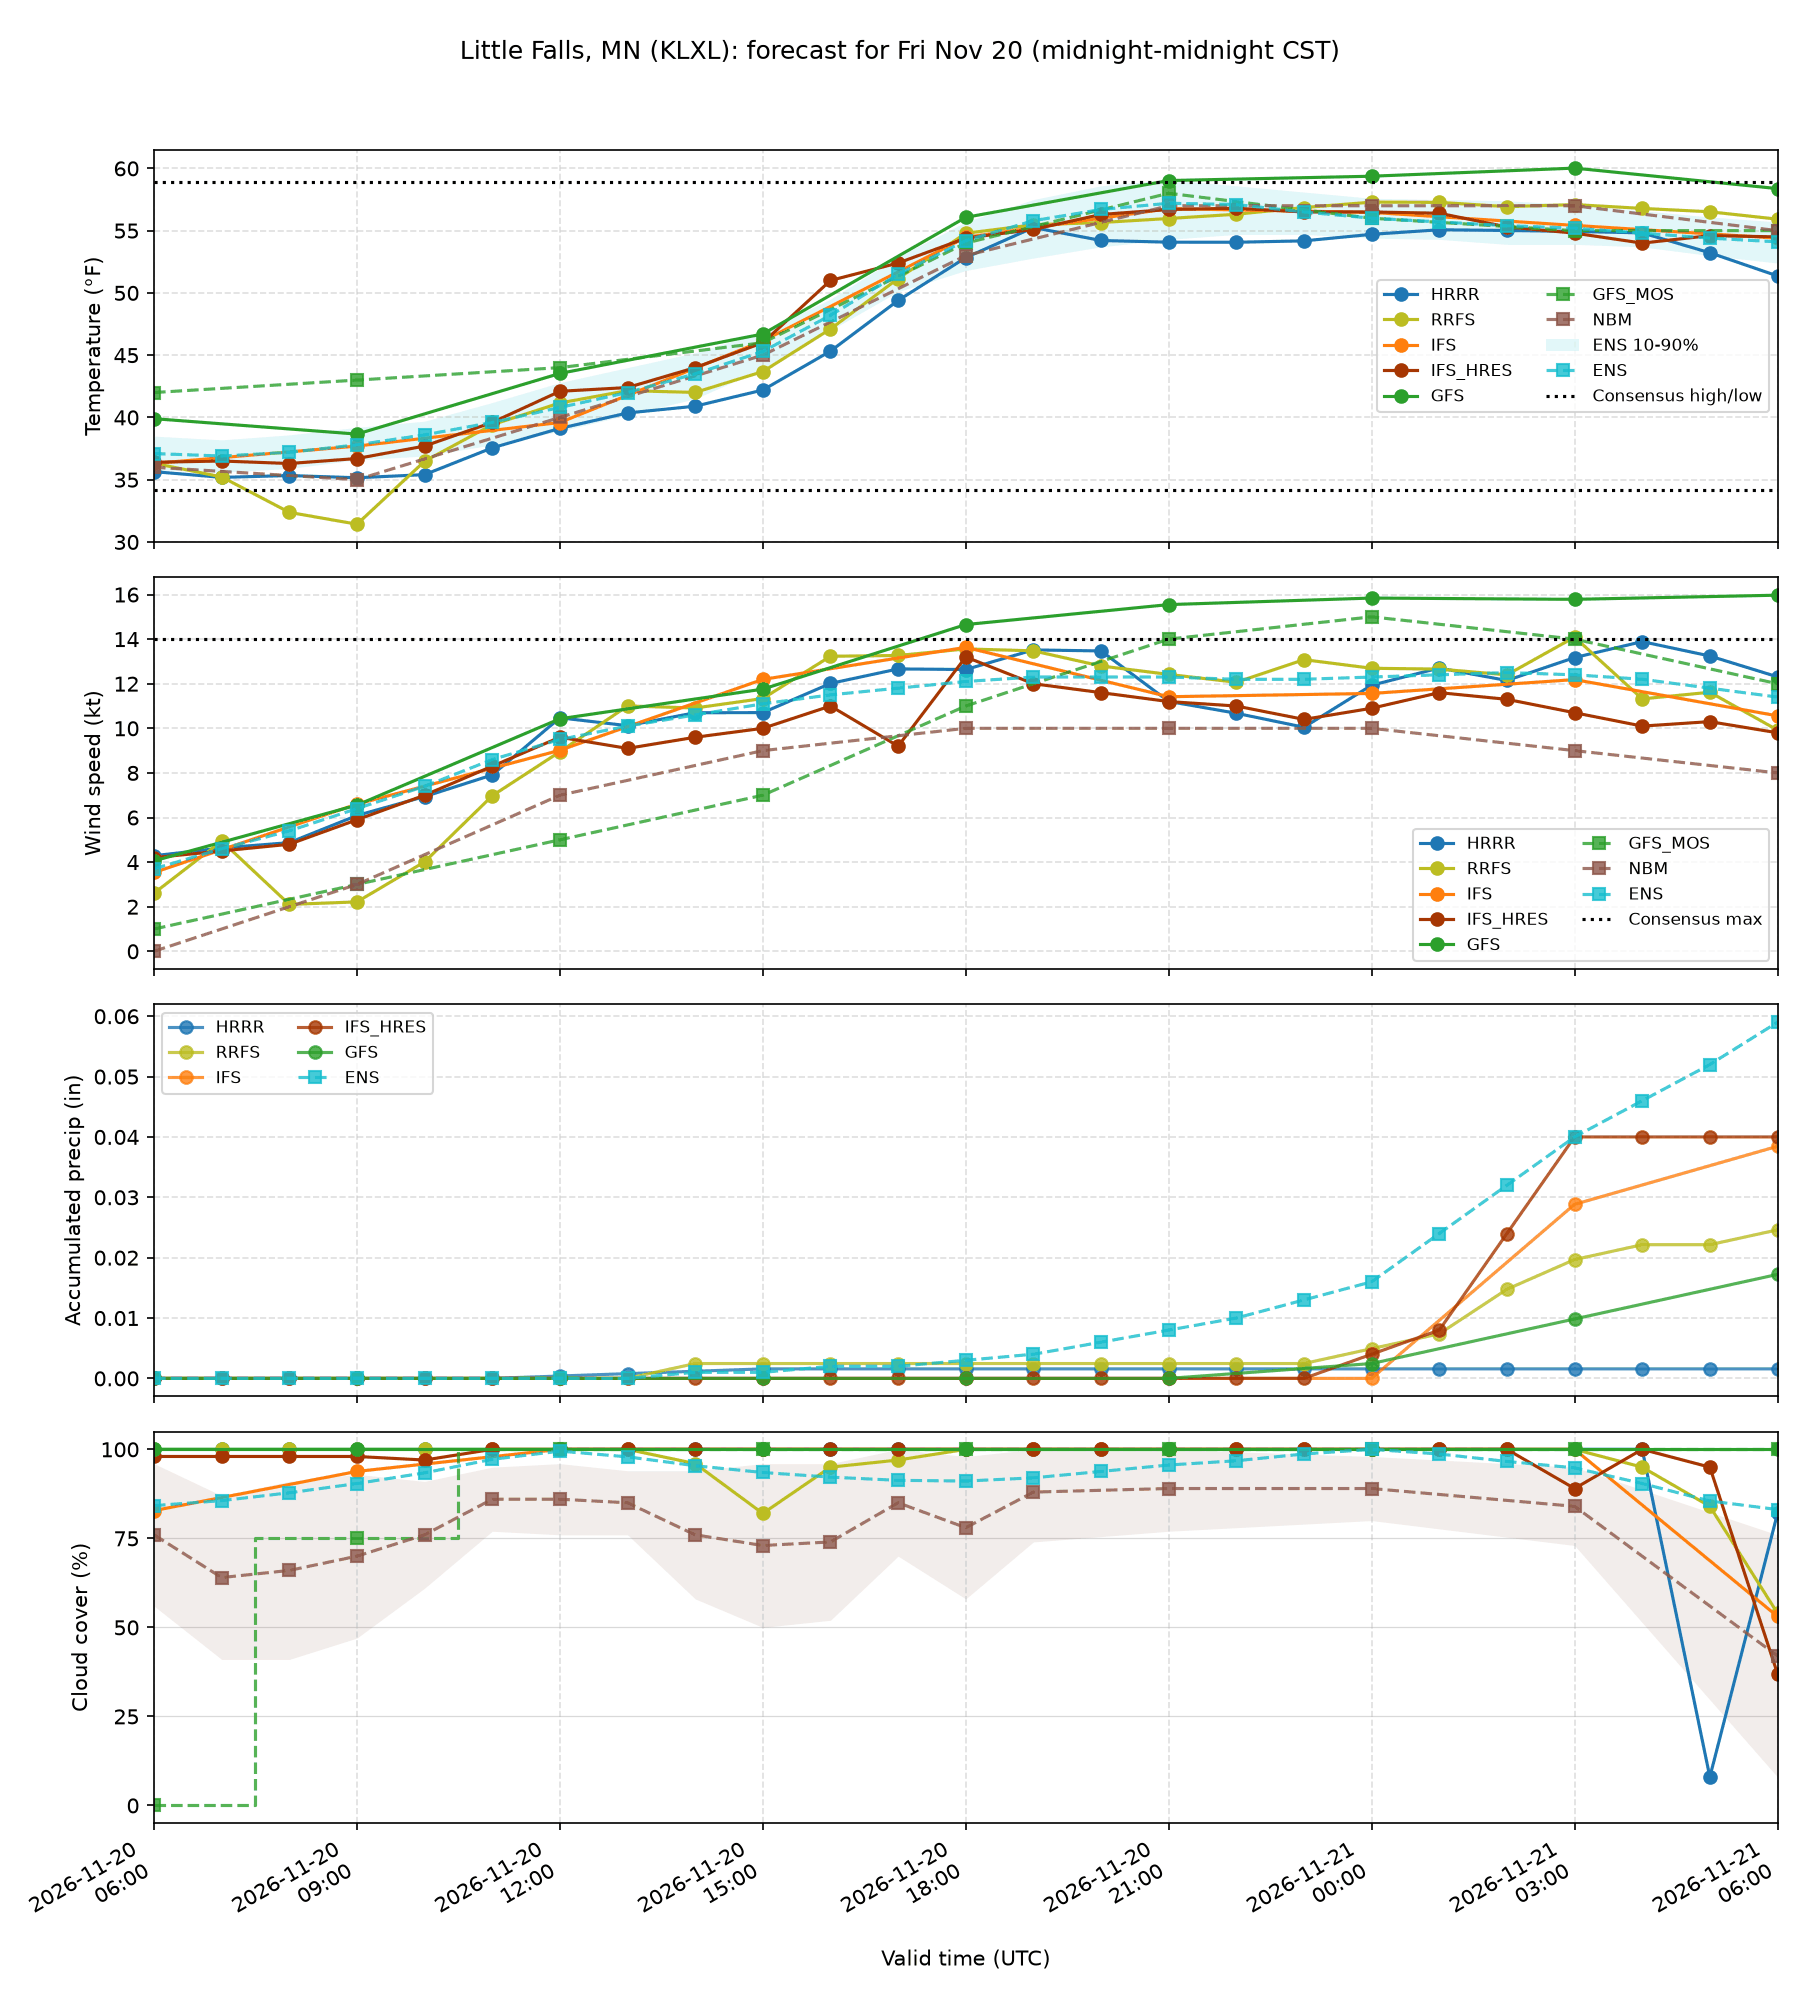 Little Falls, MN (KLXL): forecast for Fri Nov 20 (midnight-midnight CST)
Temperature (°F)
60
55
50
45
40
35
30
HRRR
RRFS
IFS
IFS_HRES
GFS
GFS_MOS
NBM
ENS 10-90%
ENS
Consensus high/low
Wind speed (kt)
16
14
12
10
8
6
4
2
0
HRRR
RRFS
IFS
IFS_HRES
GFS
GFS_MOS
NBM
ENS
Consensus max
Accumulated precip (in)
0.06
0.05
0.04
0.03
0.02
0.01
0.00
HRRR
RRFS
IFS
IFS_HRES
GFS
ENS
Cloud cover (%)
100
75
50
25
0
2026-11-20
06:00
2026-11-20
09:00
2026-11-20
12:00
2026-11-20
15:00
2026-11-20
18:00
2026-11-20
21:00
2026-11-21
00:00
2026-11-21
03:00
2026-11-21
06:00
Valid time (UTC)